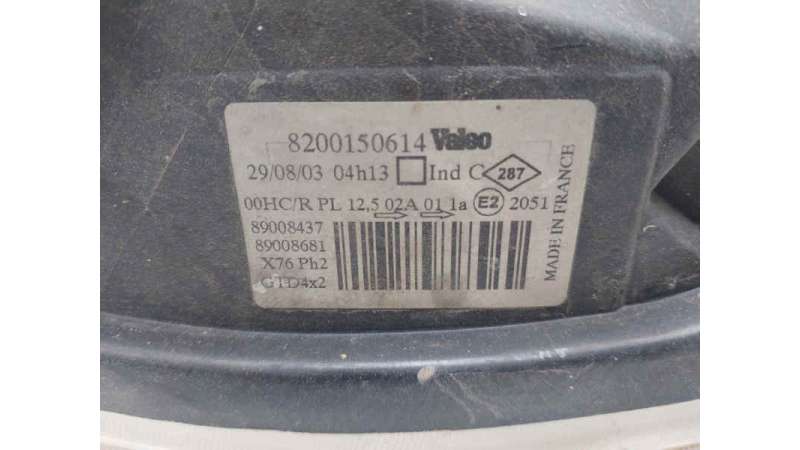 8200150614 Valeo
29/08/03 04h13 Ind C 287
00HC/R PL 12,5 02A 01 1a E2 2051
89008437
89008681
X76 Ph2
GTD4x2
MADE IN FRANCE